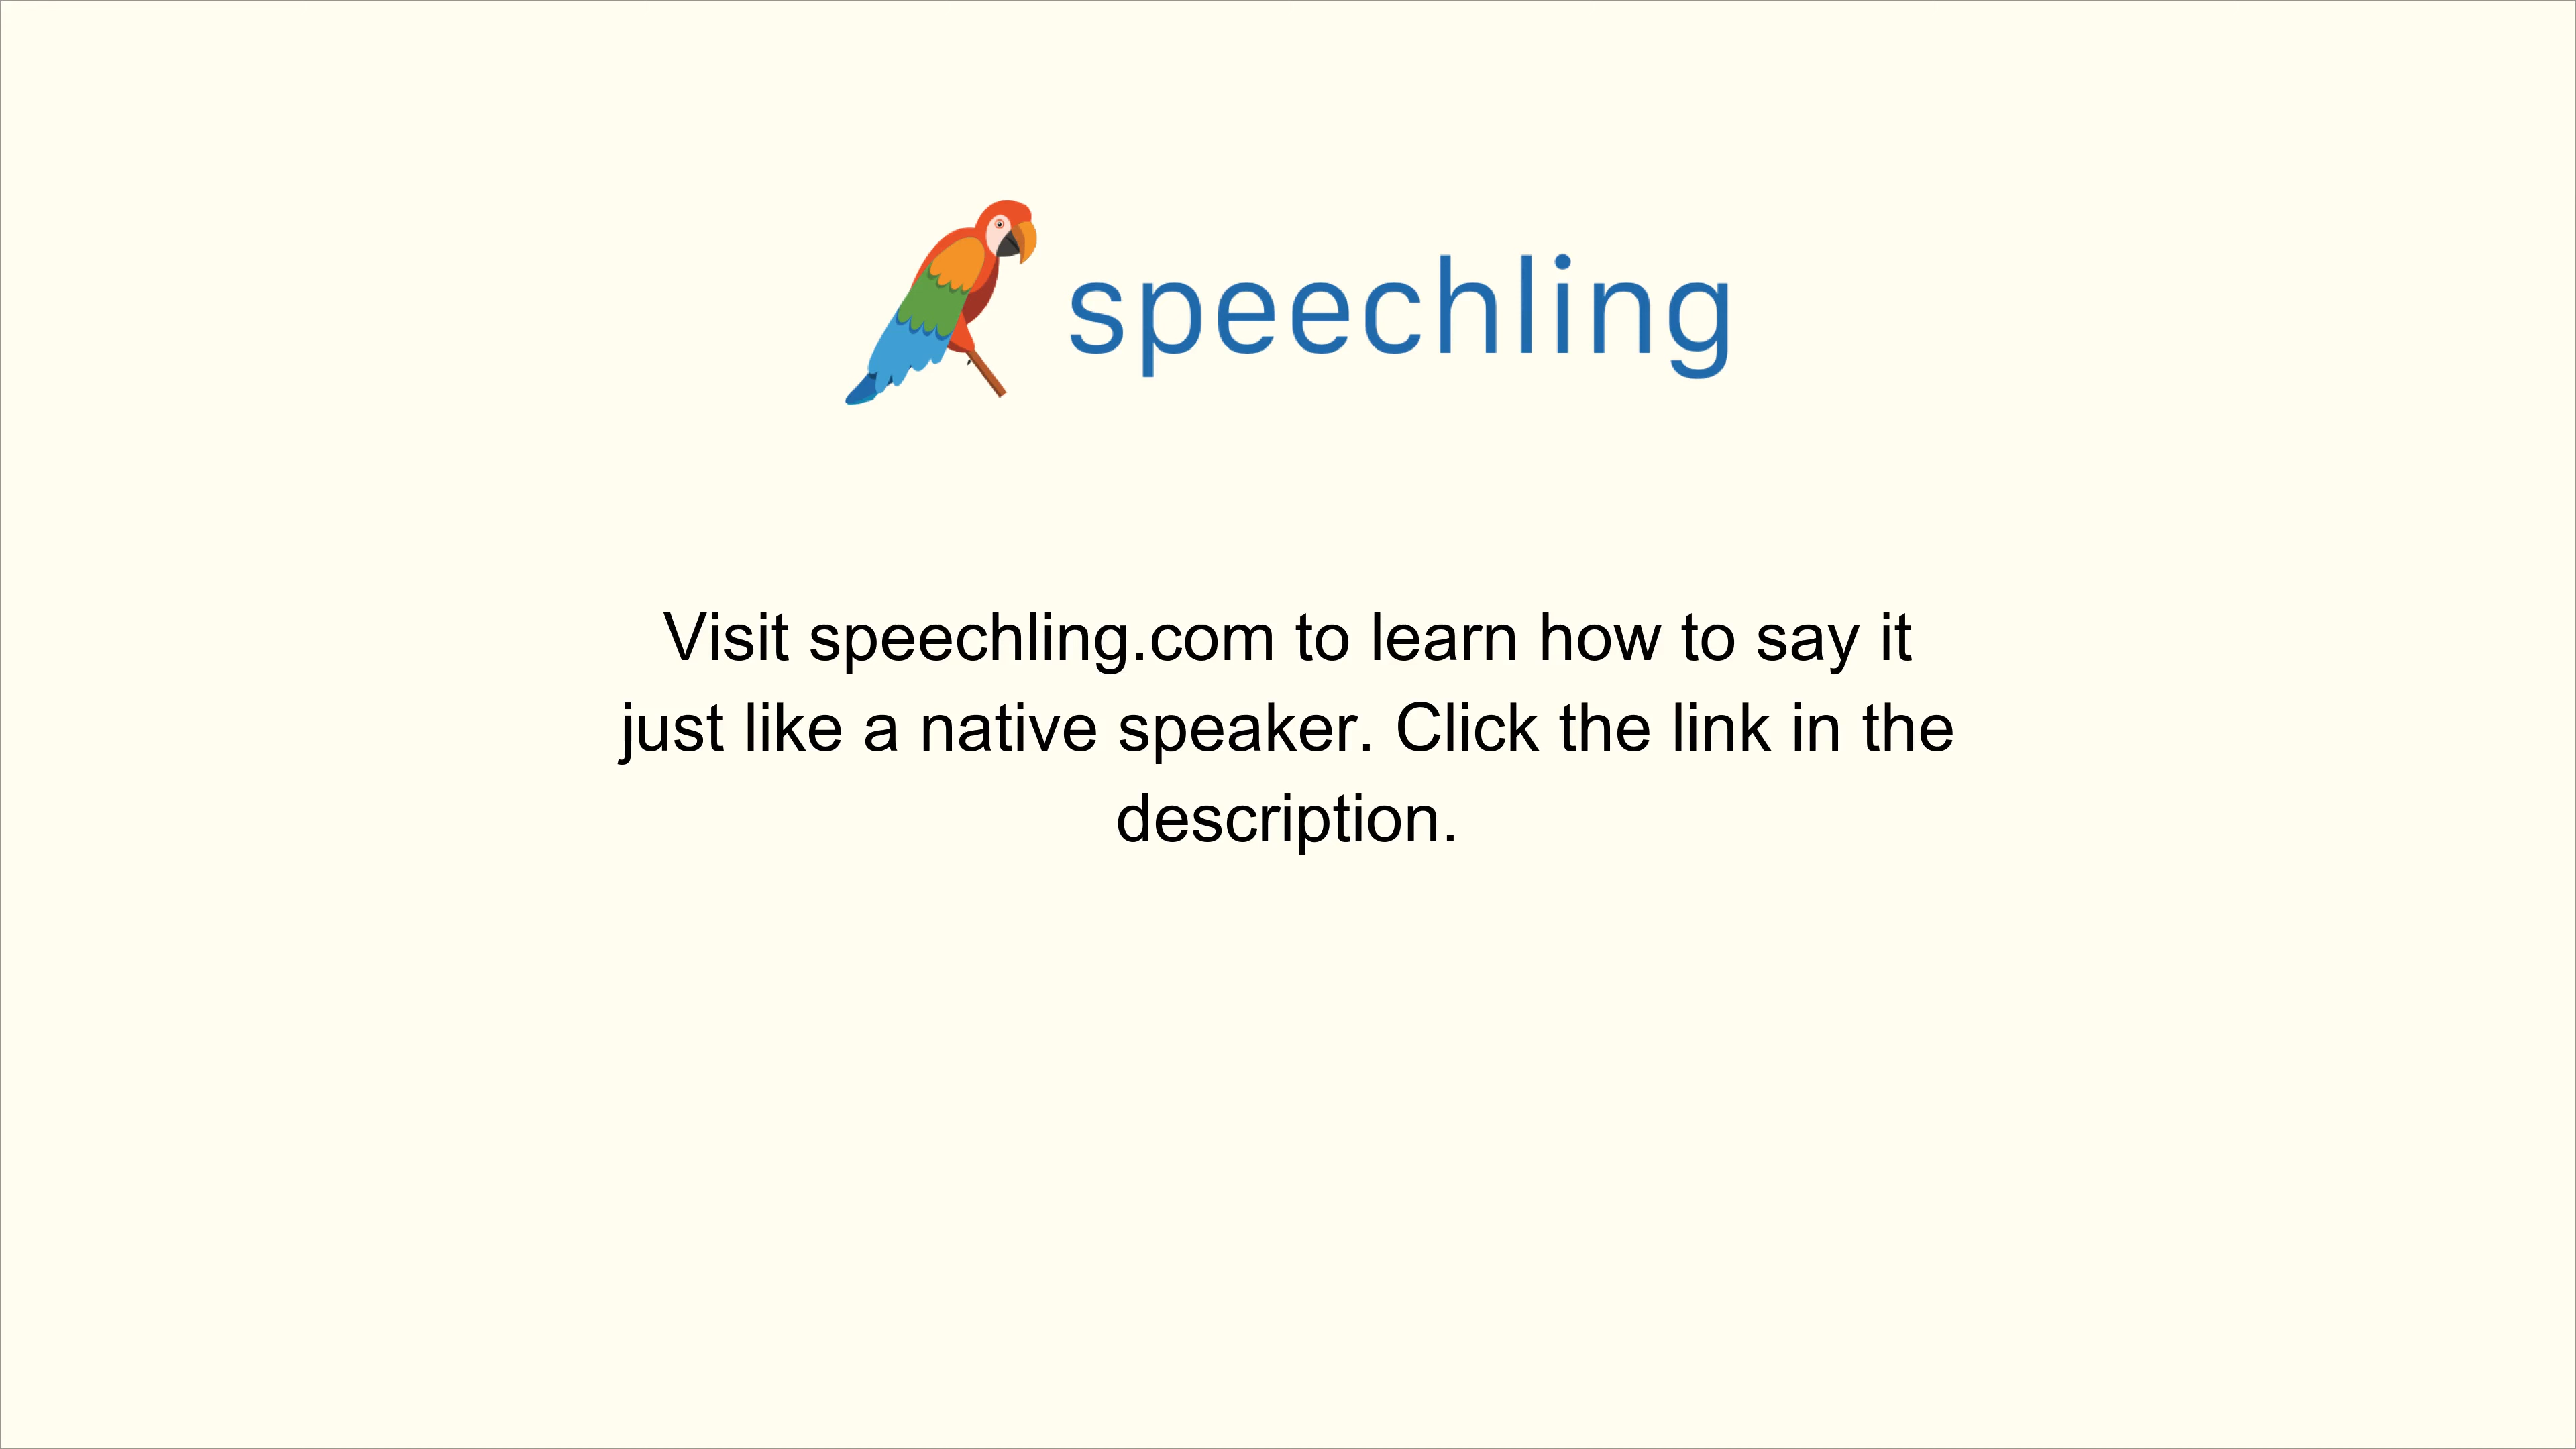 speechling
Visit speechling.com to learn how to say it
just like a native speaker. Click the link in the
description.